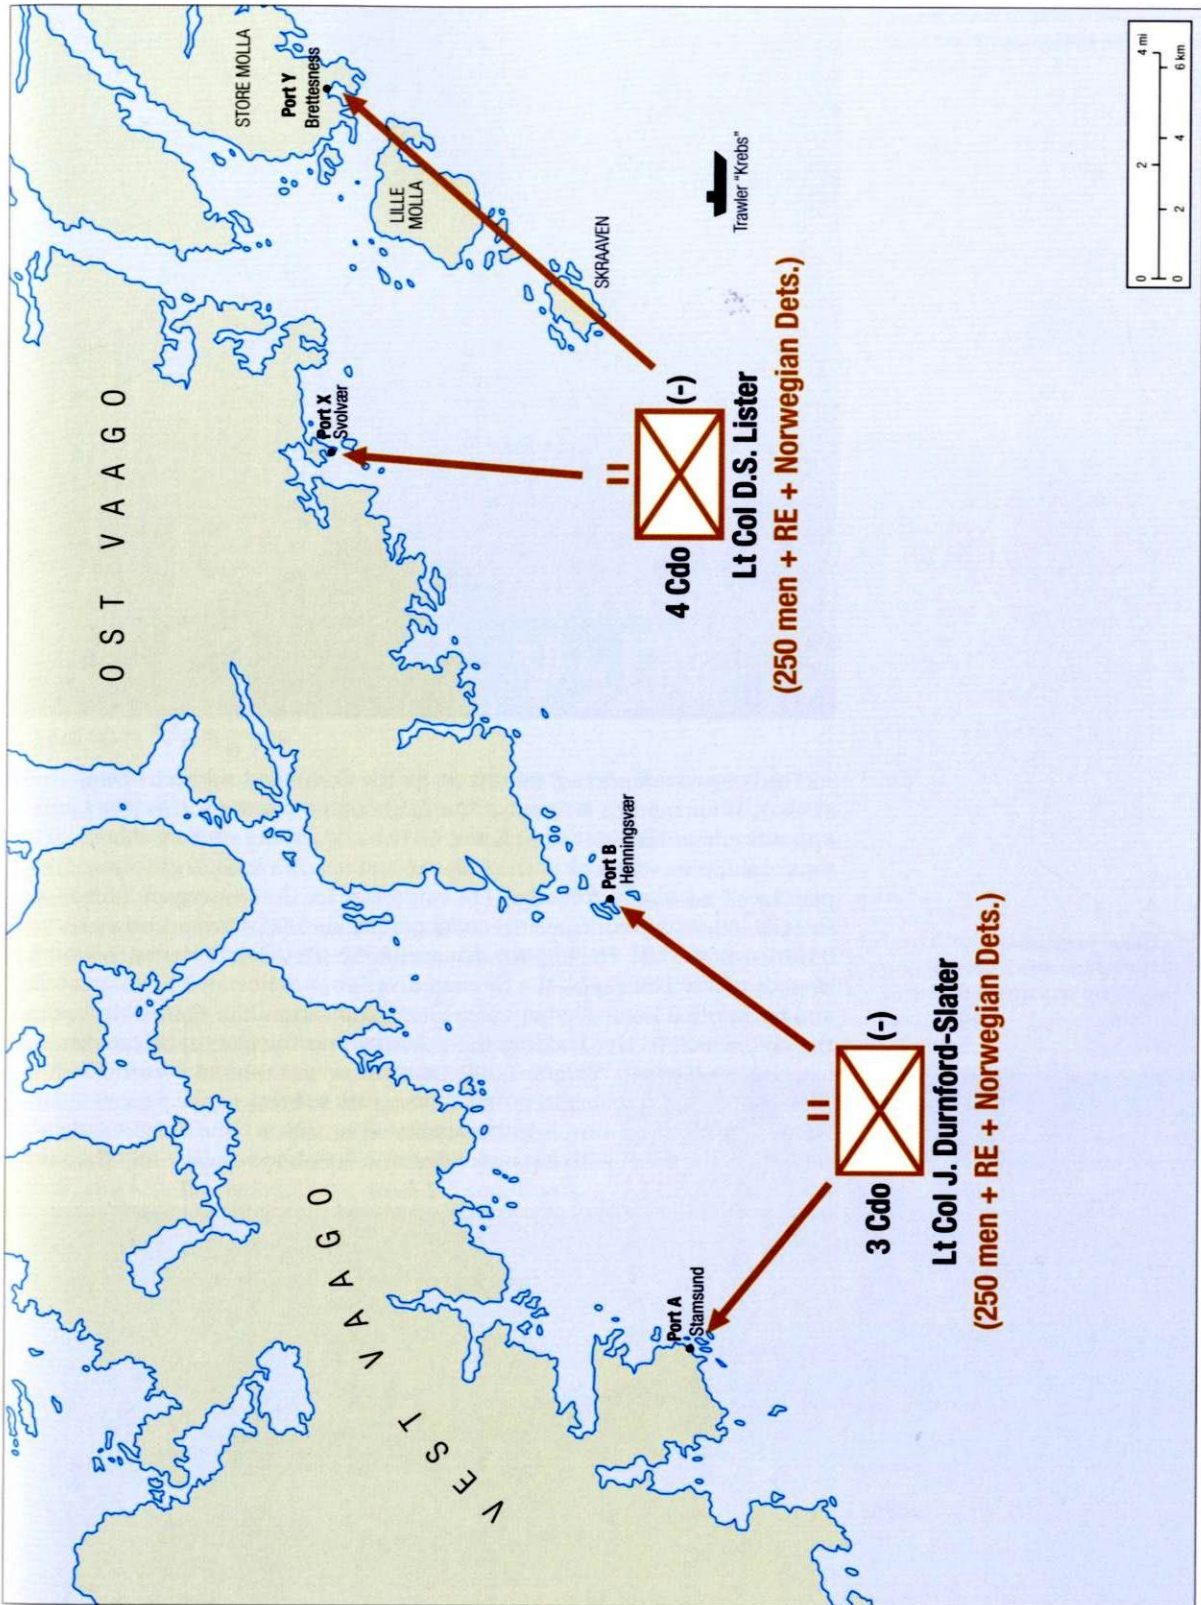 OST VAAGO
STORE MOLLA
Port Y
Brettesness
LILLE
MOLLA
Port X
Svolvær
SKRAAVEN
Trawler "Krebs"
4 Cdo
(-)
Lt Col D.S. Lister
(250 men + RE + Norwegian Dets.)
Port B
Henningsvær
VEST VAAGO
Port A
Stamsund
3 Cdo
(-)
Lt Col J. Durnford-Slater
(250 men + RE + Norwegian Dets.)
0 2 4 mi
0 2 4 6 km